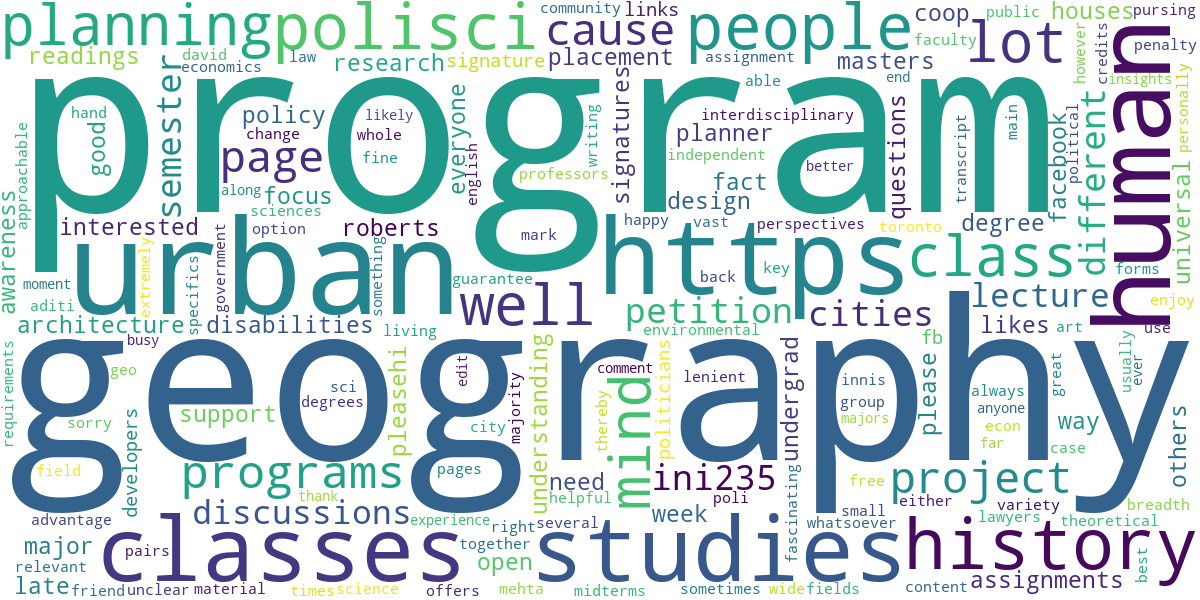 planning
polisci
cause
people
community
links
lot
coop
public
houses
pursing
readings
david
economics
law
research
signature
placement
assignment
masters
faculty
however
credits
penalty
insights
personally
program
human
approachable
good
hand
semester
policy
change
page
likely
whole
fine
along
focus
sciences
option
everyone
english
professors
writing
signatures
interdisciplinary
planner
independent
able
better
fact
design
questions
end
transcript
main
degree
facebook
political
different
universal
awareness
interested
roberts
mark
happy
vast
perspectives
toronto
urban
https
class
moment
aditi
extremely
specifics
government
something
guarantee
back
key
lecture
forms
enjoy
architecture
disabilities
living
well
petition
environmental
cities
likes
art
use
busy
requirements
geo
sorry
developers
geography
sci
degrees
support
pleasehi
edit
majority
city
pages
understanding
thereby
comment
mind
politicians
lenient
undergrad
innis
group
majors
fb
please
always
anyone
econ
far
great
usually
ever
way
case
others
field
programs
thank
need
helpful
ini235
poli
free
project
advantage
discussions
experience
right
several
week
fascinating
small
whatsoever
either
variety
lawyers
theoretical
breadth
major
relevant
pairs
classes
together
open
studies
history
best
late
friend
unclear
material
times
science
offers
mehta
midterms
sometimes
wide
fields
content
assignments